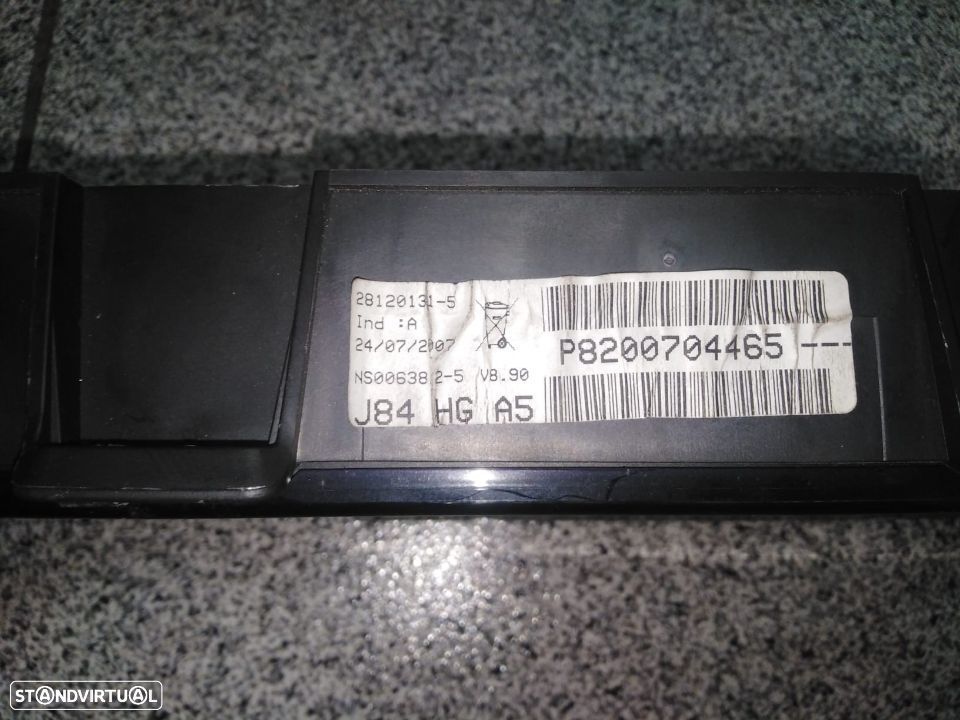 28120131-5
Ind :A
24/07/2007
NS00638 2-5 V8.90
J84 HG A5
P8200704465 ---
STANDVIRTUAL